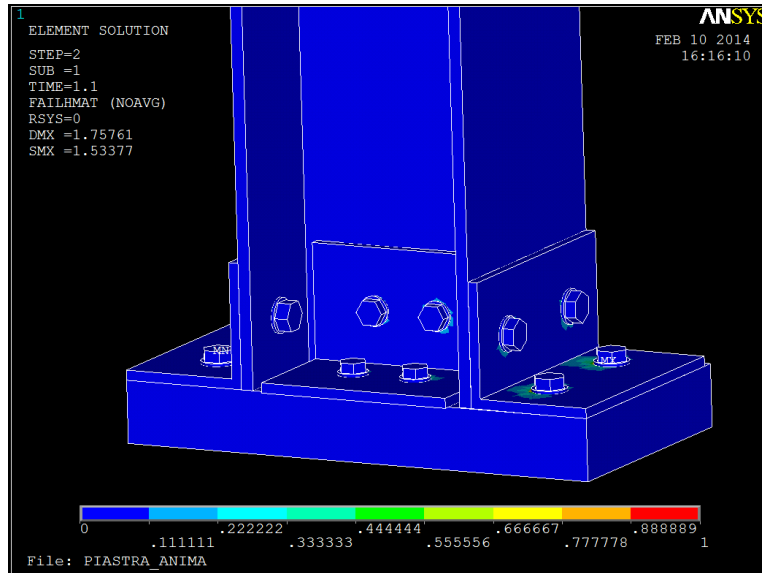 1
ANSYS
ELEMENT SOLUTION
FEB 10 2014
16:16:10
STEP=2
SUB =1
TIME=1.1
FAILHMAT (NOAVG)
RSYS=0
DMX =1.75761
SMX =1.53377
MN
MX
0 .222222 .444444 .666667 .888889
.111111 .333333 .555556 .777778 1
File: PIASTRA_ANIMA